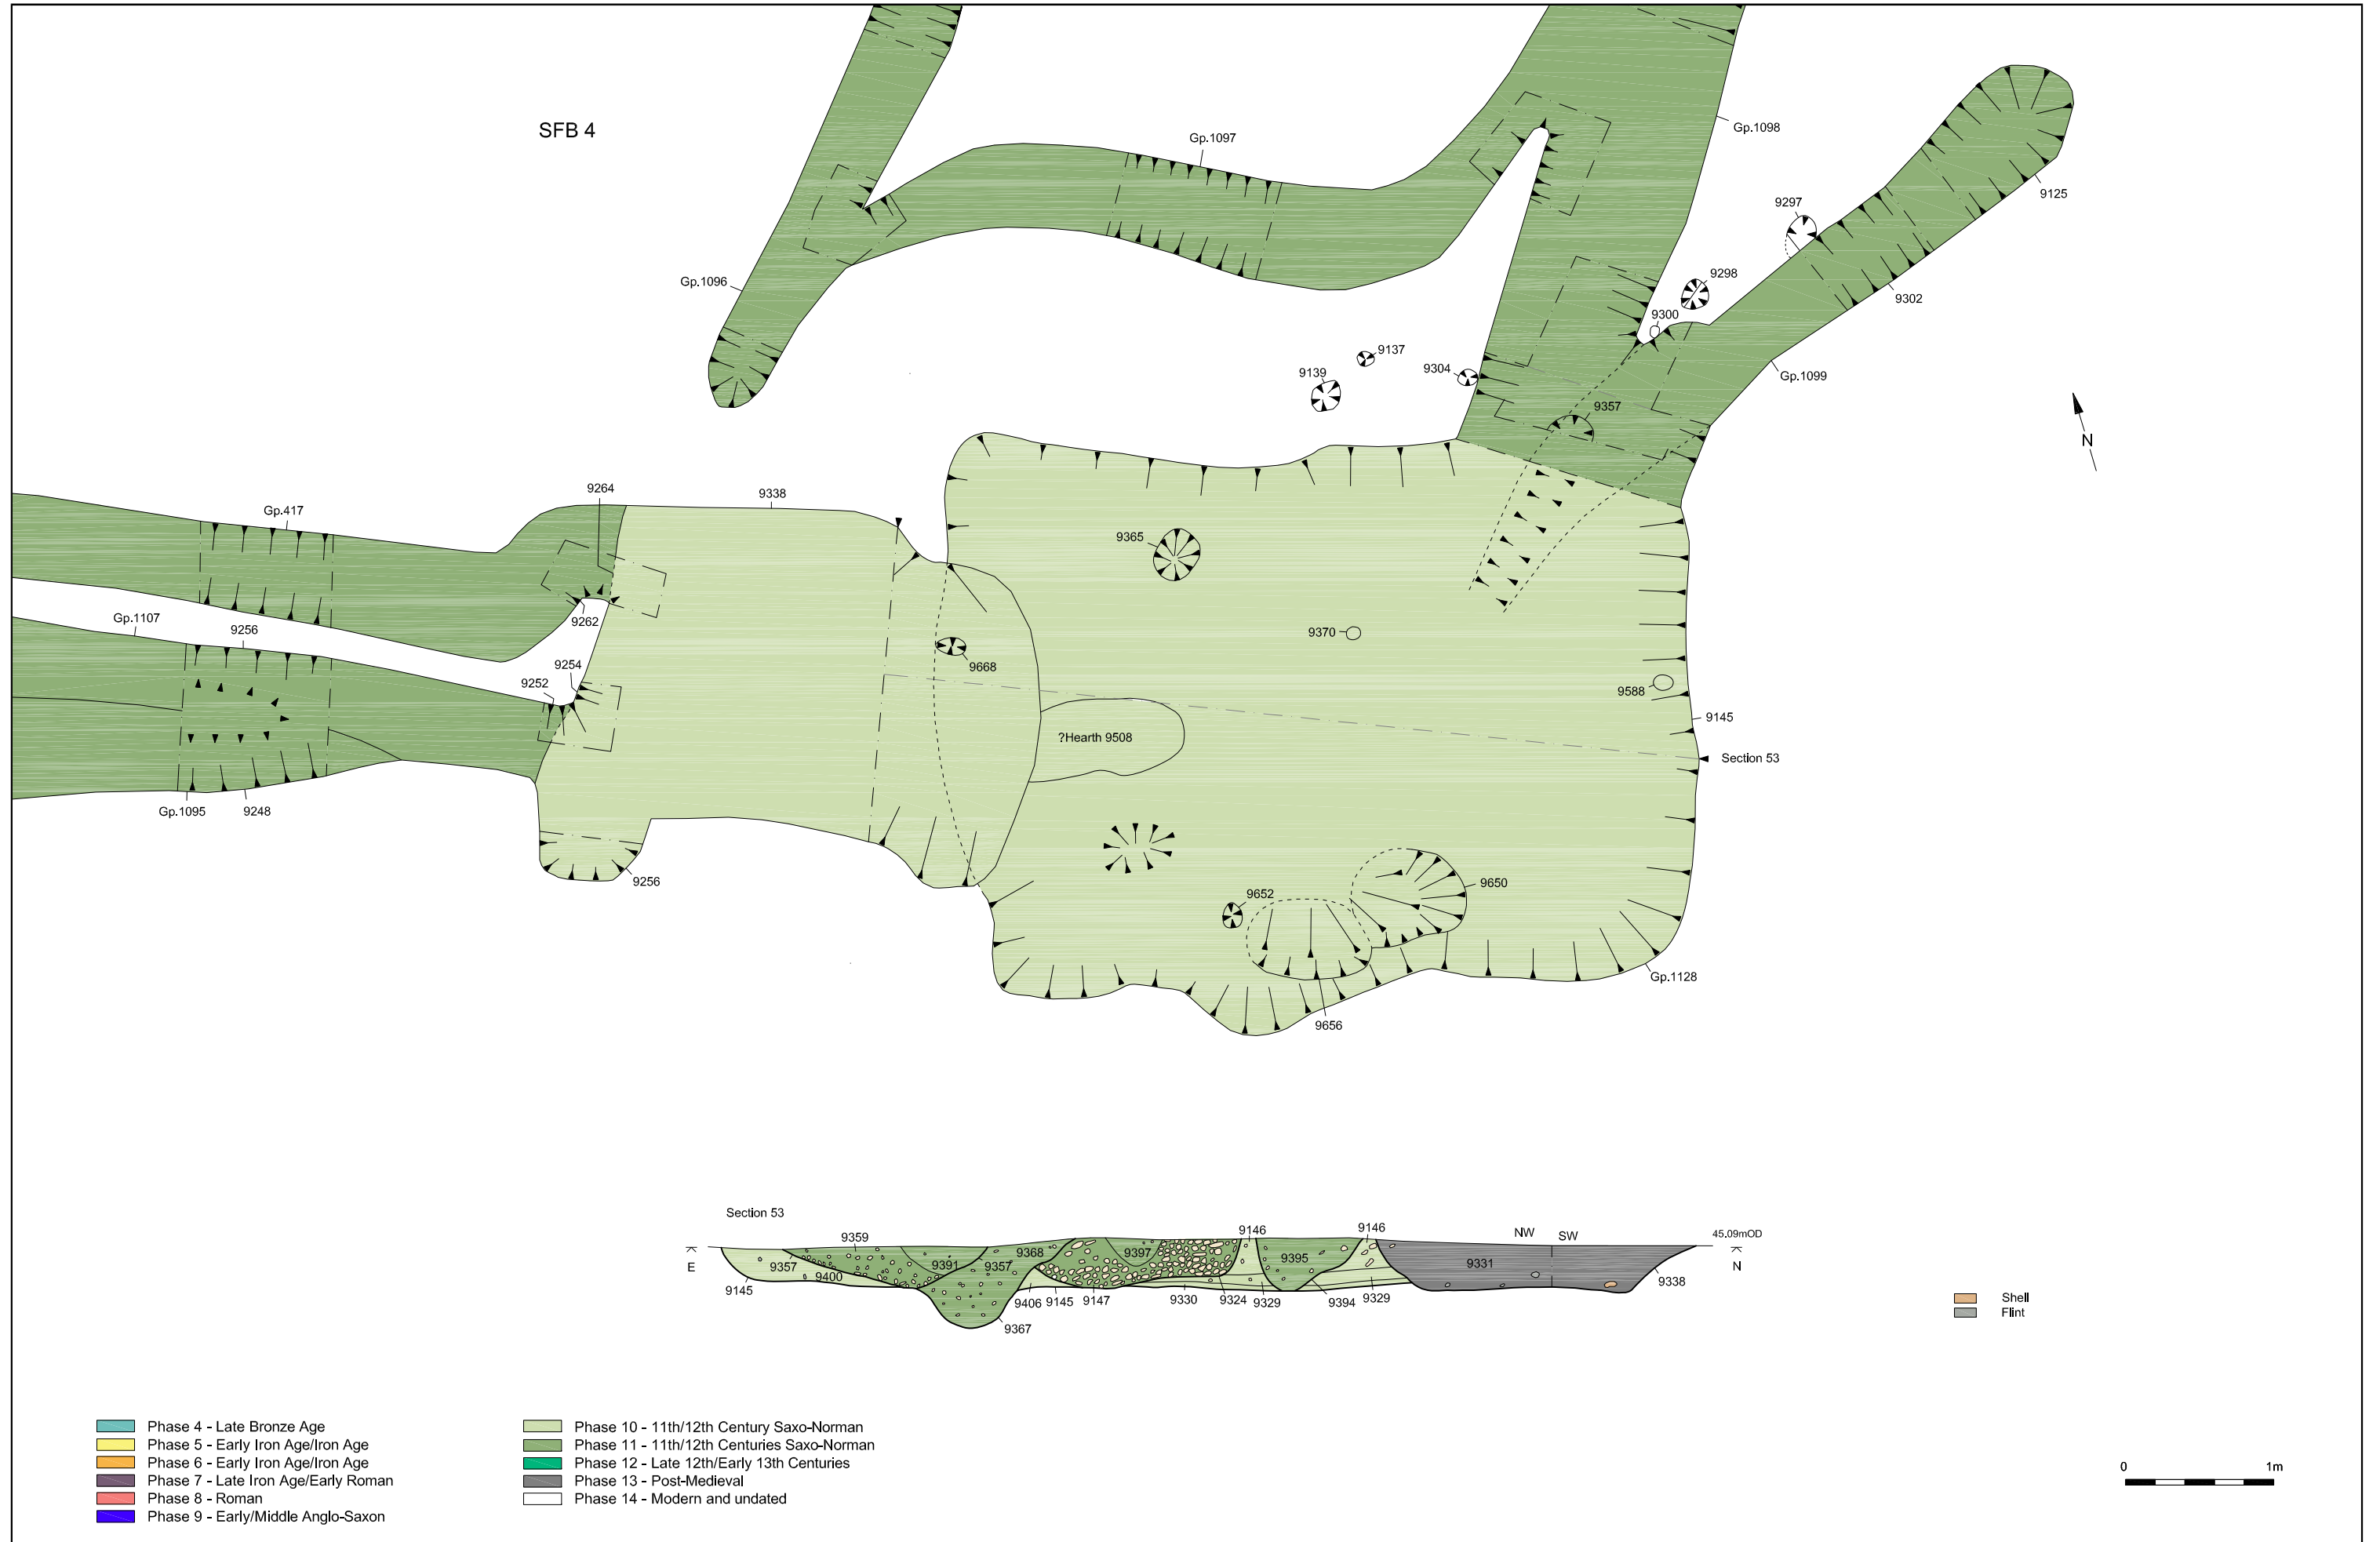 SFB 4
Gp.1097
Gp.1098
9125
9297
9298
9302
Gp.1096
9300
9137
9139
9304
Gp.1099
9357
N
9264
9338
Gp.417
9365
9262
Gp.1107
9256
9370
9254
9668
9252
9588
9145
?Hearth 9508
Section 53
Gp.1095
9248
9256
9652
9650
Gp.1128
9656
Section 53
9359
9146
9146
NW
SW
45.09mOD
E
9357
9400
9391
9357
9368
9397
9395
9331
N
9145
9406
9145
9147
9330
9324
9329
9394
9329
9338
9367
Shell
Flint
Phase 4 - Late Bronze Age
Phase 5 - Early Iron Age/Iron Age
Phase 6 - Early Iron Age/Iron Age
Phase 7 - Late Iron Age/Early Roman
Phase 8 - Roman
Phase 9 - Early/Middle Anglo-Saxon
Phase 10 - 11th/12th Century Saxo-Norman
Phase 11 - 11th/12th Centuries Saxo-Norman
Phase 12 - Late 12th/Early 13th Centuries
Phase 13 - Post-Medieval
Phase 14 - Modern and undated
0
1m